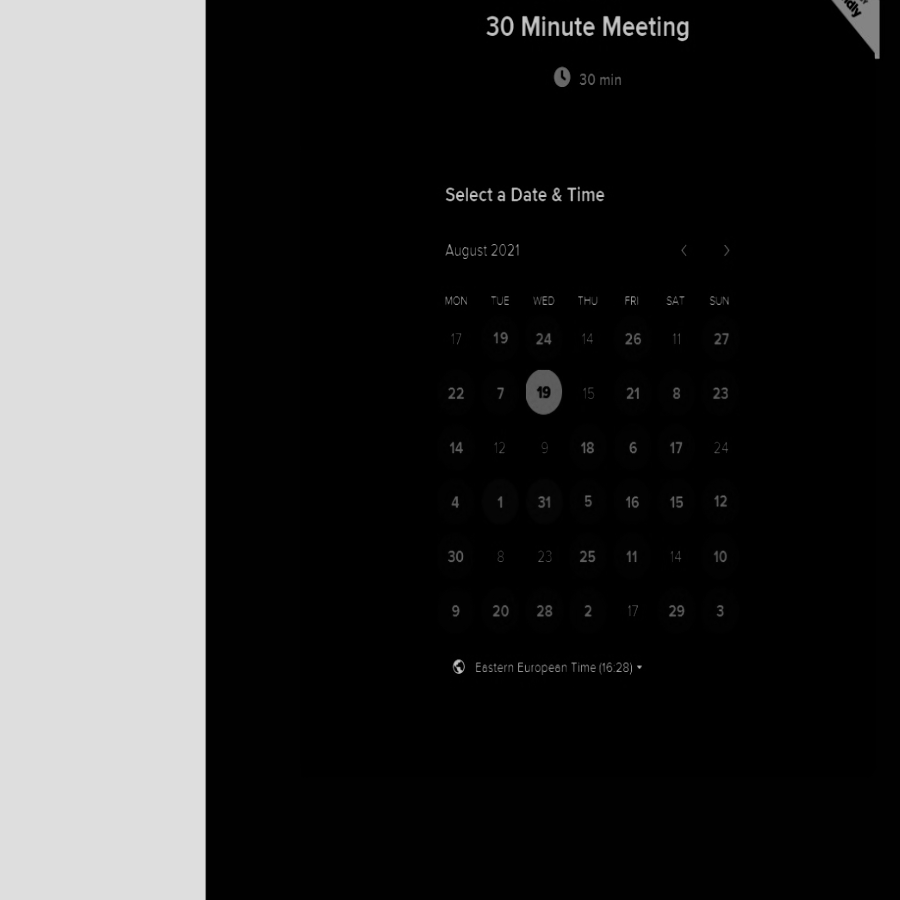 30 Minute Meeting
30 min
Select a Date & Time
August 2021
MON TUE WED THU FRI SAT SUN
17 19 24 14 26 11 27
22 7 19 15 21 8 23
14 12 9 18 6 17 24
4 1 31 5 16 15 12
30 8 23 25 11 14 10
9 20 28 2 17 29 3
Eastern European Time (16:28)